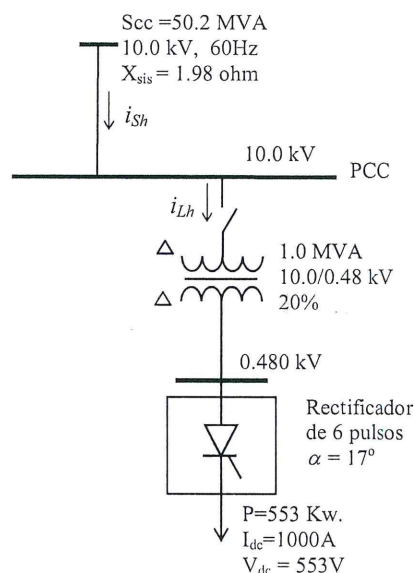 Scc =50.2 MVA
10.0 kV, 60Hz
Xsis = 1.98 ohm
iSh
10.0 kV
PCC
iLh
Δ
1.0 MVA
10.0/0.48 kV
Δ
20%
0.480 kV
Rectificador
de 6 pulsos
α = 17º
P=553 Kw.
Idc=1000A
Vdc = 553V